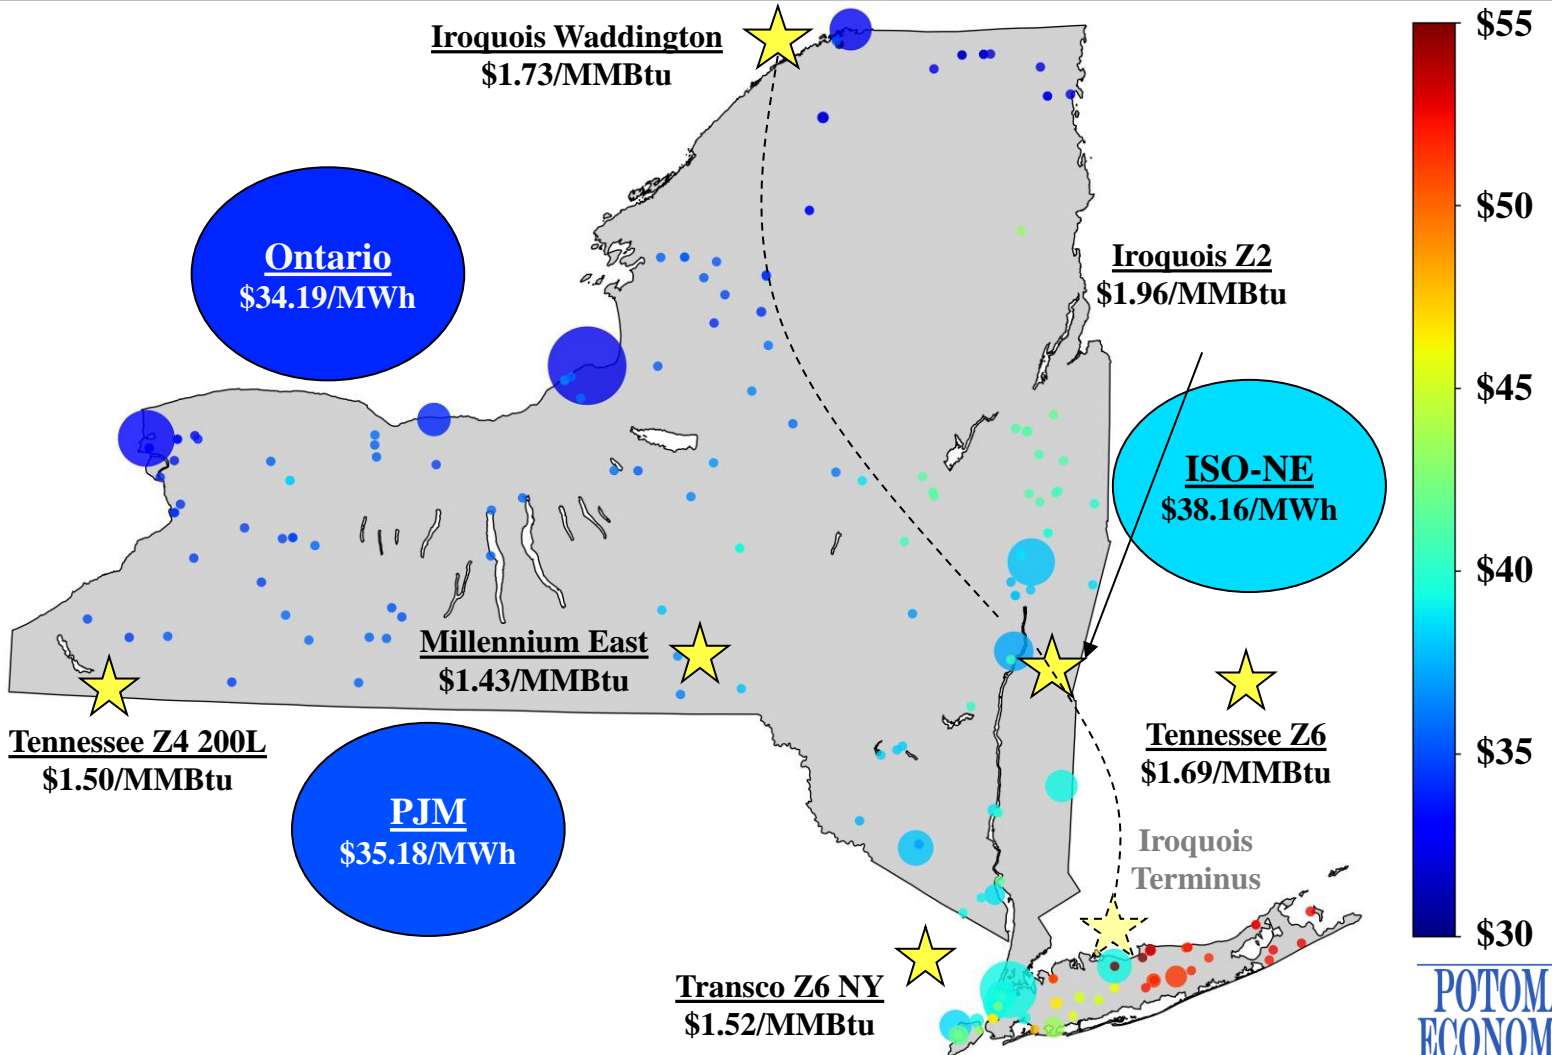 Iroquois Waddington
$1.73/MMBtu
$55
$50
$45
$40
$35
$30
Ontario
$34.19/MWh
Iroquois Z2
$1.96/MMBtu
ISO-NE
$38.16/MWh
Millennium East
$1.43/MMBtu
Tennessee Z4 200L
$1.50/MMBtu
Tennessee Z6
$1.69/MMBtu
PJM
$35.18/MWh
Iroquois
Terminus
Transco Z6 NY
$1.52/MMBtu
POTOMA
ECONOM